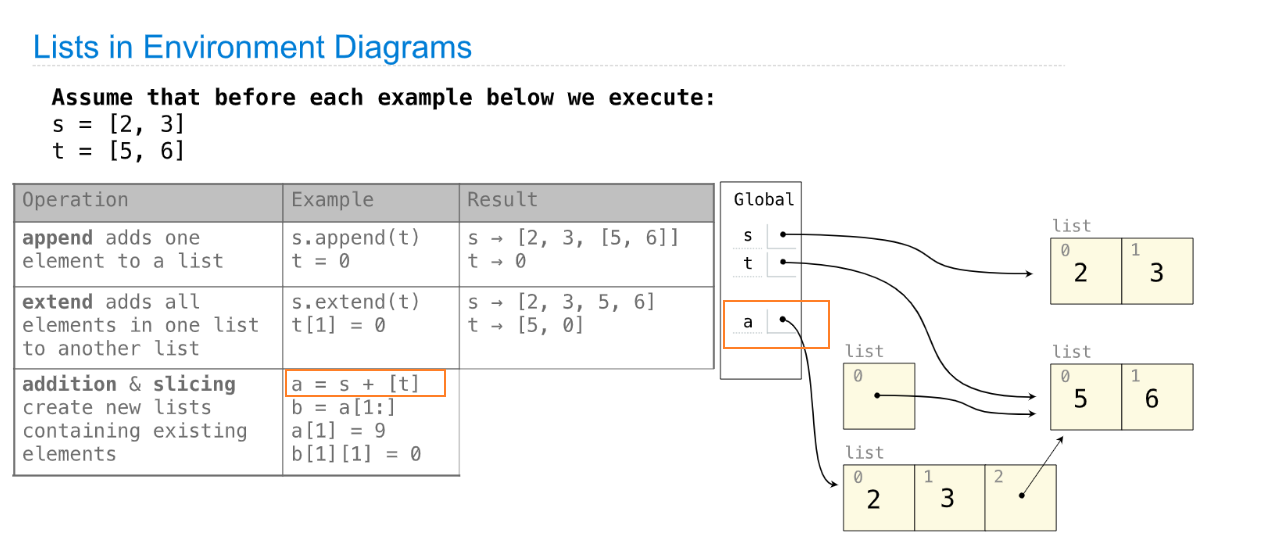 Lists in Environment Diagrams
Assume that before each example below we execute:
s = [2, 3]
t = [5, 6]
Operation
Example
Result
append adds one
element to a list
s.append(t)
t = 0
s → [2, 3, [5, 6]]
t → 0
extend adds all
elements in one list
to another list
s.extend(t)
t[1] = 0
s → [2, 3, 5, 6]
t → [5, 0]
addition & slicing
create new lists
containing existing
elements
a = s + [t]
b = a[1:]
a[1] = 9
b[1][1] = 0
Global
s
t
a
list
0 1
2 3
list
0
list
0 1
5 6
list
0 1 2
2 3